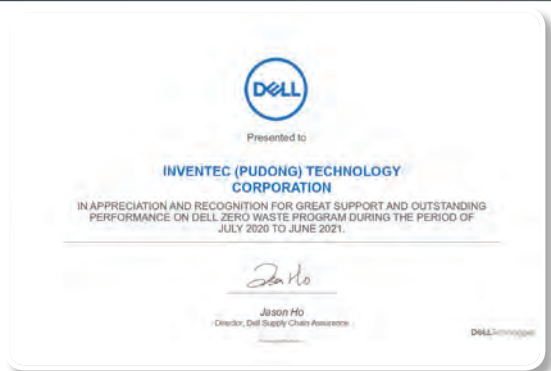 DELL
Presented to
INVENTEC (PUDONG) TECHNOLOGY
CORPORATION
IN APPRECIATION AND RECOGNITION FOR GREAT SUPPORT AND OUTSTANDING
PERFORMANCE ON DELL ZERO WASTE PROGRAM DURING THE PERIOD OF
JULY 2020 TO JUNE 2021.
Jason Ho
Director, Dell Supply Chain Assurance
DELLTechnologies